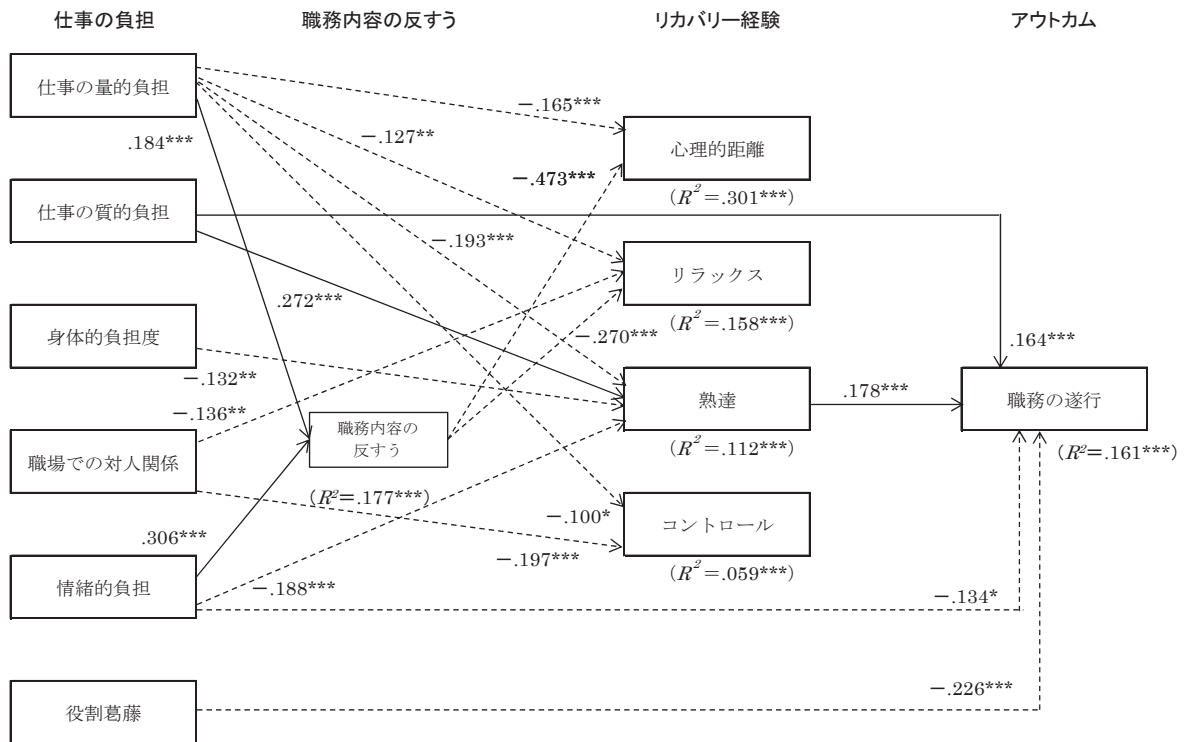 仕事の負担
職務内容の反すう
リカバリー経験
アウトカム
仕事の量的負担
－.165***
－.127**
心理的距離
.184***
－.473***
(R²=.301***)
仕事の質的負担
－.193***
リラックス
.272***
(R²=.158***)
身体的負担度
－.270***
.164***
－.132**
熟達
.178***
職務の遂行
－.136**
職務内容の
反すう
(R²=.112***)
(R²=.161***)
職場での対人関係
(R²=.177***)
－.100*
コントロール
.306***
－.197***
(R²=.059***)
情緒的負担
－.188***
－.134*
－.226***
役割葛藤